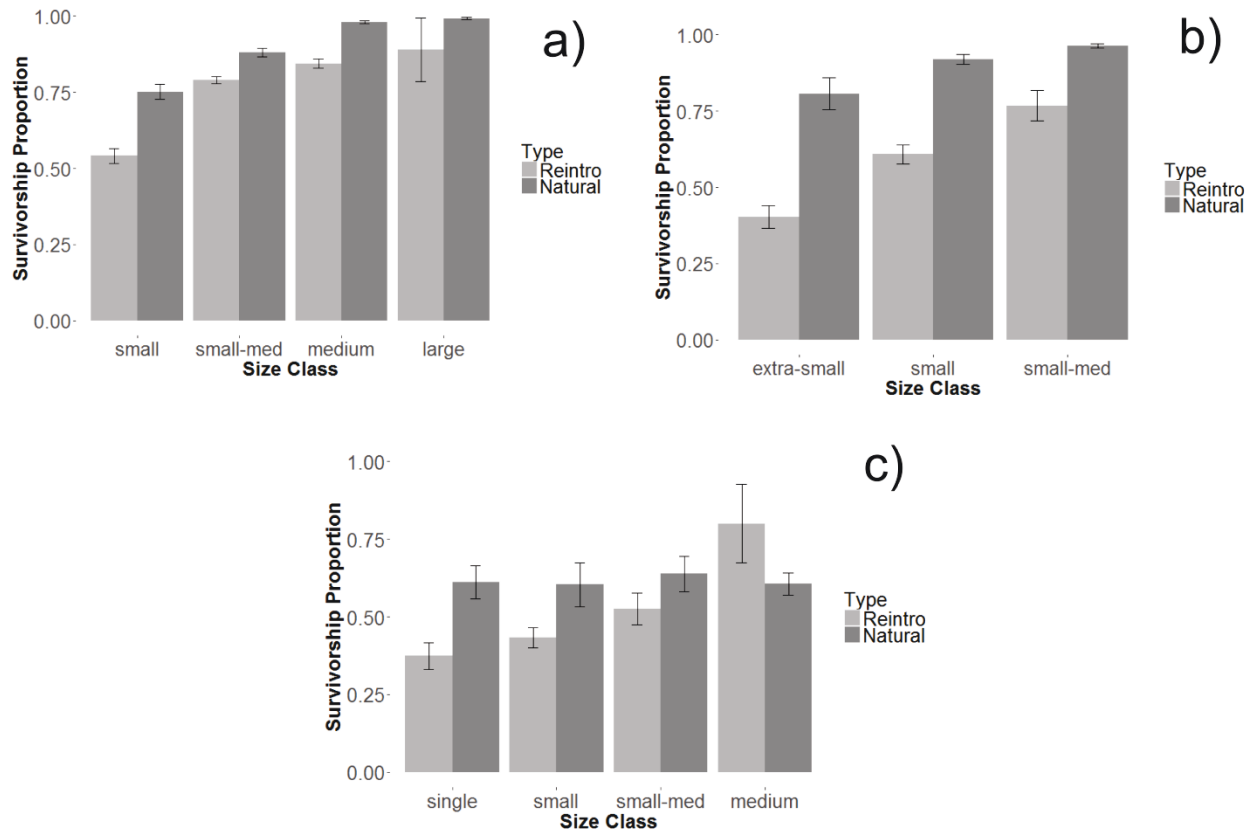 a)
Survivorship Proportion
1.00
0.75
0.50
0.25
0.00
small small-med medium large
Size Class
Type
Reintro
Natural
b)
Survivorship Proportion
1.00
0.75
0.50
0.25
0.00
extra-small small small-med
Size Class
Type
Reintro
Natural
c)
Survivorship Proportion
1.00
0.75
0.50
0.25
0.00
single small small-med medium
Size Class
Type
Reintro
Natural